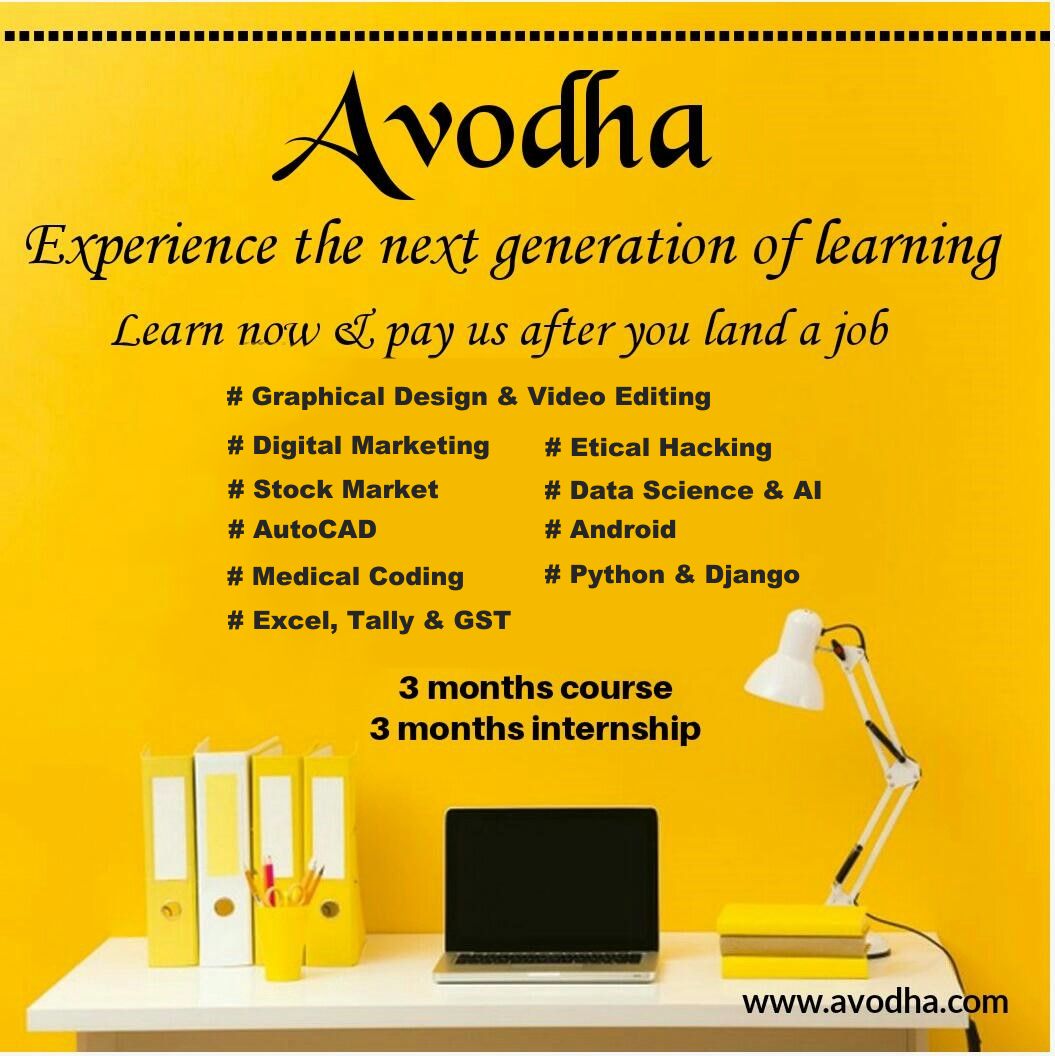 Avodha
Experience the next generation of learning
Learn now & pay us after you land a job
# Graphical Design & Video Editing
# Digital Marketing
# Etical Hacking
# Stock Market
# Data Science & AI
# AutoCAD
# Android
# Medical Coding
# Python & Django
# Excel, Tally & GST
3 months course
3 months internship
www.avodha.com